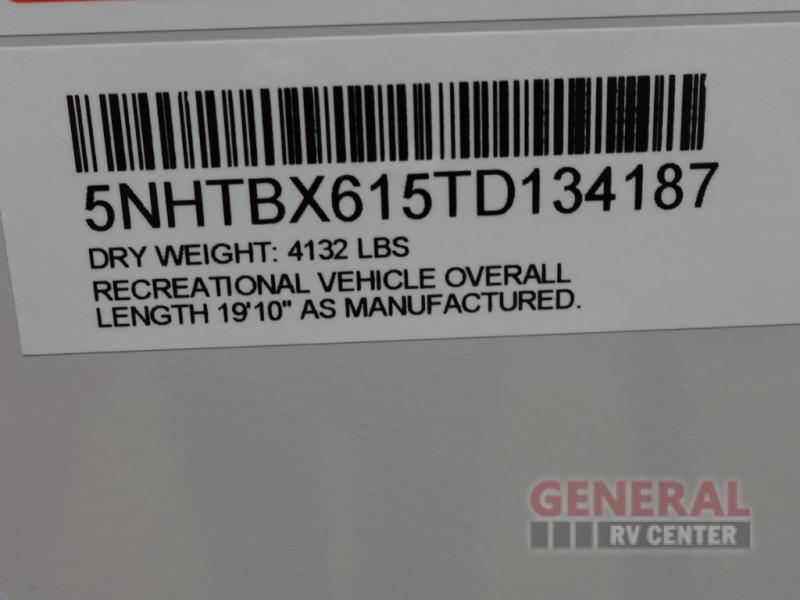 5NHTBX615TD134187
DRY WEIGHT: 4132 LBS
RECREATIONAL VEHICLE OVERALL
LENGTH 19'10" AS MANUFACTURED.
GENERAL
RV CENTER